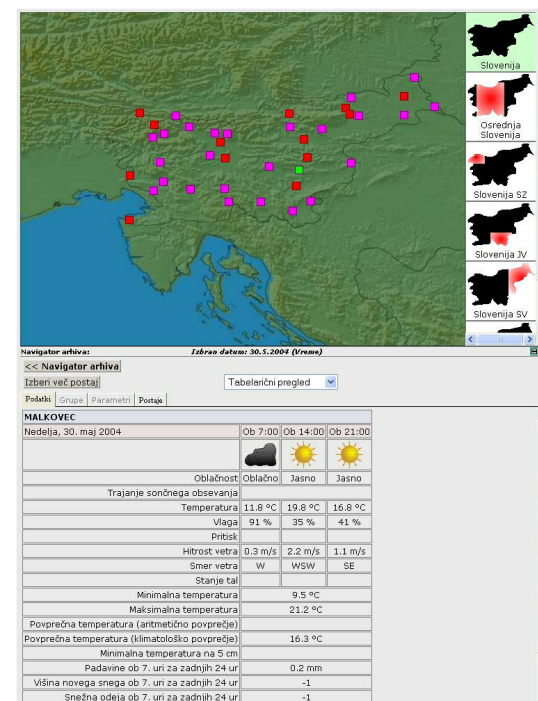 Slovenija
Osrednja
Slovenija
Slovenija SZ
Slovenija JV
Slovenija SV
Navigator arhiva: Izbran datum: 30.5.2004 (Vreme)
<< Navigator arhiva
Izberi več postaj Tabelarični pregled
Podatki Grupe Parametri Postaje
MALKOVEC
Nedelja, 30. maj 2004 Ob 7:00 Ob 14:00 Ob 21:00
Oblačnost Oblačno Jasno Jasno
Trajanje sončnega obsevanja
Temperatura 11.8 ºC 19.8 ºC 16.8 ºC
Vlaga 91 % 35 % 41 %
Pritisk
Hitrost vetra 0.3 m/s 2.2 m/s 1.1 m/s
Smer vetra W WSW SE
Stanje tal
Minimalna temperatura 9.5 ºC
Maksimalna temperatura 21.2 ºC
Povprečna temperatura (aritmetično povprečje)
Povprečna temperatura (klimatološko povprečje) 16.3 ºC
Minimalna temperatura na 5 cm
Padavine ob 7. uri za zadnjih 24 ur 0.2 mm
Višina novega snega ob 7. uri za zadnjih 24 ur -1
Snežna odeja ob 7. uri za zadnjih 24 ur -1